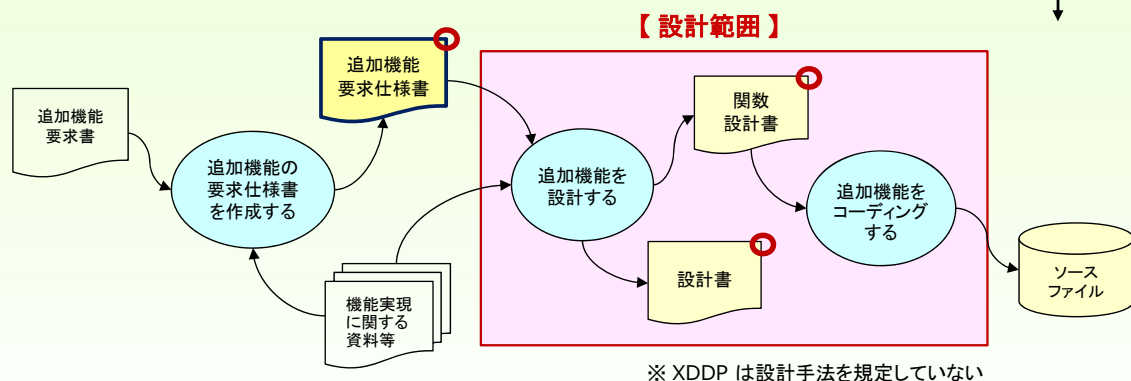 【 設計範囲 】
追加機能
要求書
追加機能の
要求仕様書
を作成する
追加機能
要求仕様書
機能実現
に関する
資料等
追加機能を
設計する
関数
設計書
設計書
追加機能を
コーディング
する
ソース
ファイル
※ XDDP は設計手法を規定していない